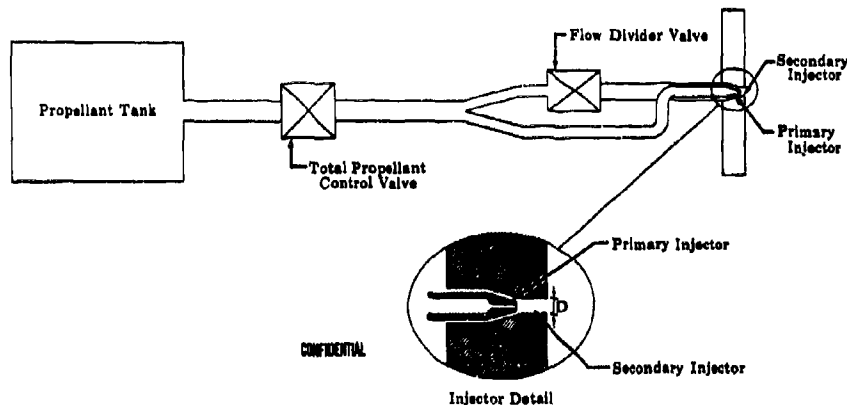 Flow Divider Valve
Secondary
Injector
Propellant Tank
Primary
Injector
Total Propellant
Control Valve
Primary Injector
D
CONFIDENTIAL
Secondary Injector
Injector Detail